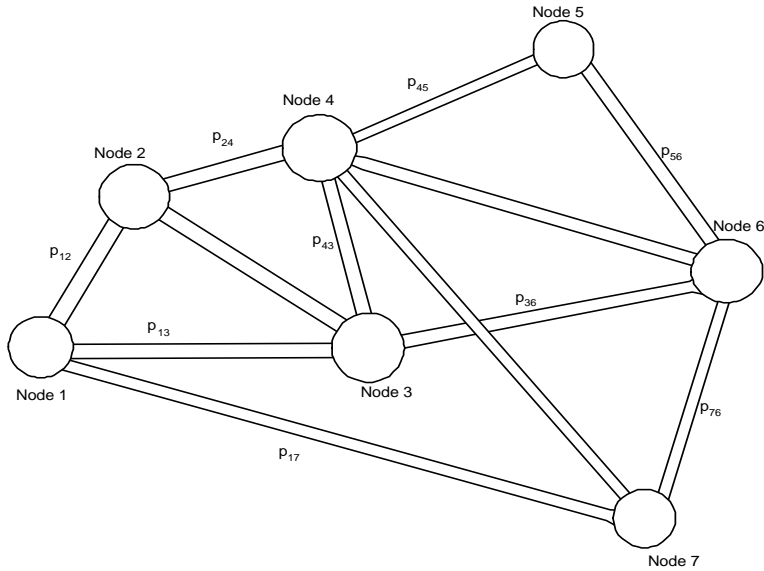 Node 5
p45
Node 4
p24
Node 2
p56
Node 6
p43
p12
p36
p13
Node 3
Node 1
p76
p17
Node 7